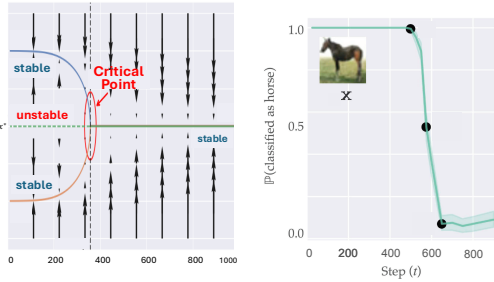 stable
Critical
Point
unstable
x*
stable
stable
0 200 400 600 800 1000
1.0
0.5
0.0
ℙ(classified as horse)
x
0 200 400 600 800
Step (t)